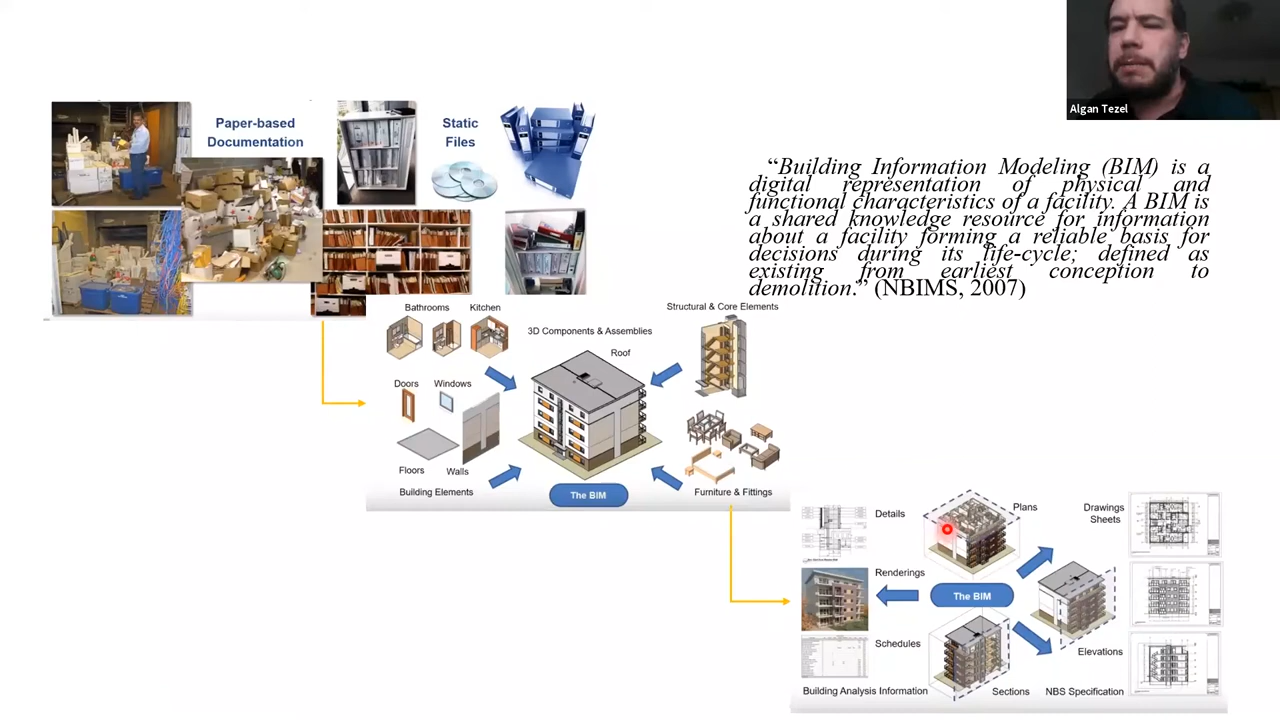 Algan Tezel
Paper-based
Documentation
Static
Files
“Building Information Modeling (BIM) is a
digital representation of physical and
functional characteristics of a facility. A BIM is
a shared knowledge resource for information
about a facility forming a reliable basis for
decisions during its life-cycle; defined as
existing from earliest conception to
demolition.” (NBIMS, 2007)
Bathrooms
Kitchen
Structural & Core Elements
3D Components & Assemblies
Roof
Doors
Windows
Floors
Walls
Building Elements
The BIM
Furniture & Fittings
Details
Plans
Drawings
Sheets
Renderings
The BIM
Schedules
Elevations
Building Analysis Information
Sections
NBS Specification